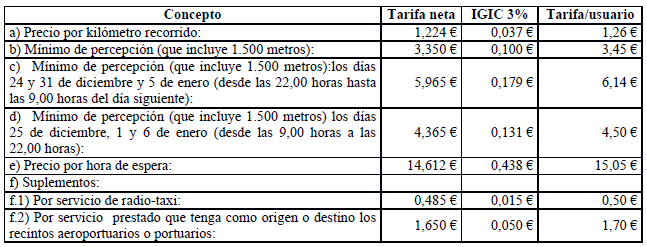 Concepto Tarifa neta IGIC 3% Tarifa/usuario
a) Precio por kilómetro recorrido: 1,224 € 0,037 € 1,26 €
b) Mínimo de percepción (que incluye 1.500 metros): 3,350 € 0,100 € 3,45 €
c) Mínimo de percepción (que incluye 1.500 metros):los días
24 y 31 de diciembre y 5 de enero (desde las 22,00 horas hasta
las 9,00 horas del día siguiente): 5,965 € 0,179 € 6,14 €
d) Mínimo de percepción (que incluye 1.500 metros) los días
25 de diciembre, 1 y 6 de enero (desde las 9,00 horas a las
22,00 horas): 4,365 € 0,131 € 4,50 €
e) Precio por hora de espera: 14,612 € 0,438 € 15,05 €
f) Suplementos:
f.1) Por servicio de radio-taxi: 0,485 € 0,015 € 0,50 €
f.2) Por servicio prestado que tenga como origen o destino los
recintos aeroportuarios o portuarios: 1,650 € 0,050 € 1,70 €